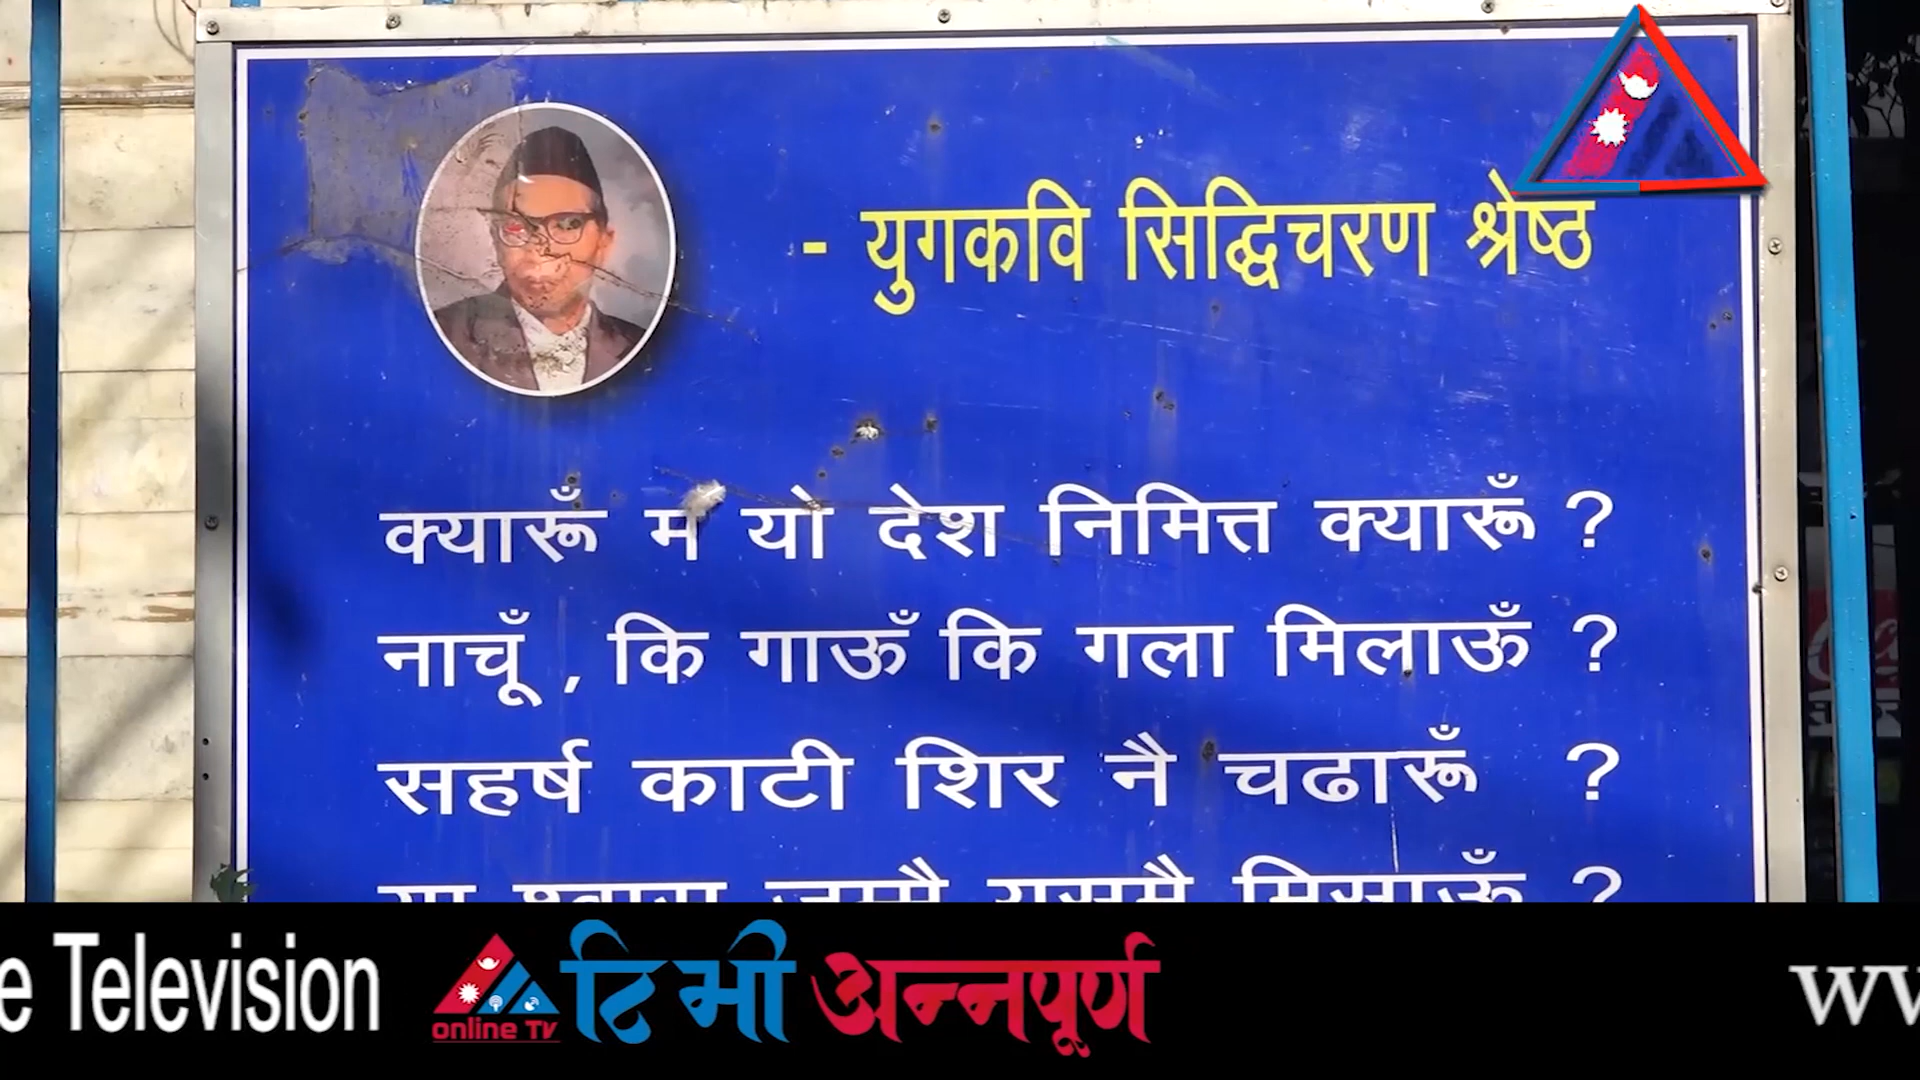 - युगकवि सिद्धिचरण श्रेष्ठ
क्यारूँ म यो देश निमित्त क्यारूँ ?
नाचूँ , कि गाऊँ कि गला मिलाऊँ ?
सहर्ष काटी शिर नै चढारूँ ?
?
e Television
online TV
टिभी अन्नपूर्ण